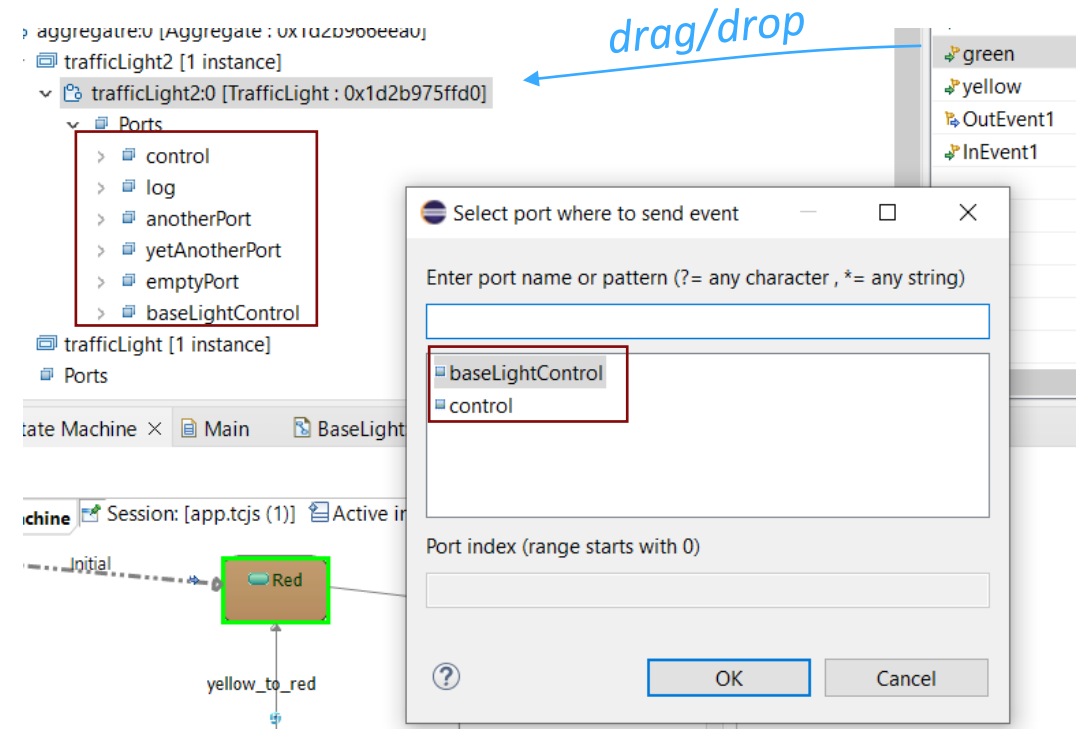 aggregatre:0 [Aggregate : 0x1d2b966eea0]
trafficLight2 [1 instance]
trafficLight2:0 [TrafficLight : 0x1d2b975ffd0]
Ports
control
log
anotherPort
yetAnotherPort
emptyPort
baseLightControl
trafficLight [1 instance]
Ports
drag/drop
green
yellow
OutEvent1
InEvent1
Select port where to send event
Enter port name or pattern (?= any character , *= any string)
baseLightControl
control
Port index (range starts with 0)
OK
Cancel
tate Machine
Main
BaseLight
chine
Session: [app.tcjs (1)]
Active in
Initial
Red
yellow_to_red